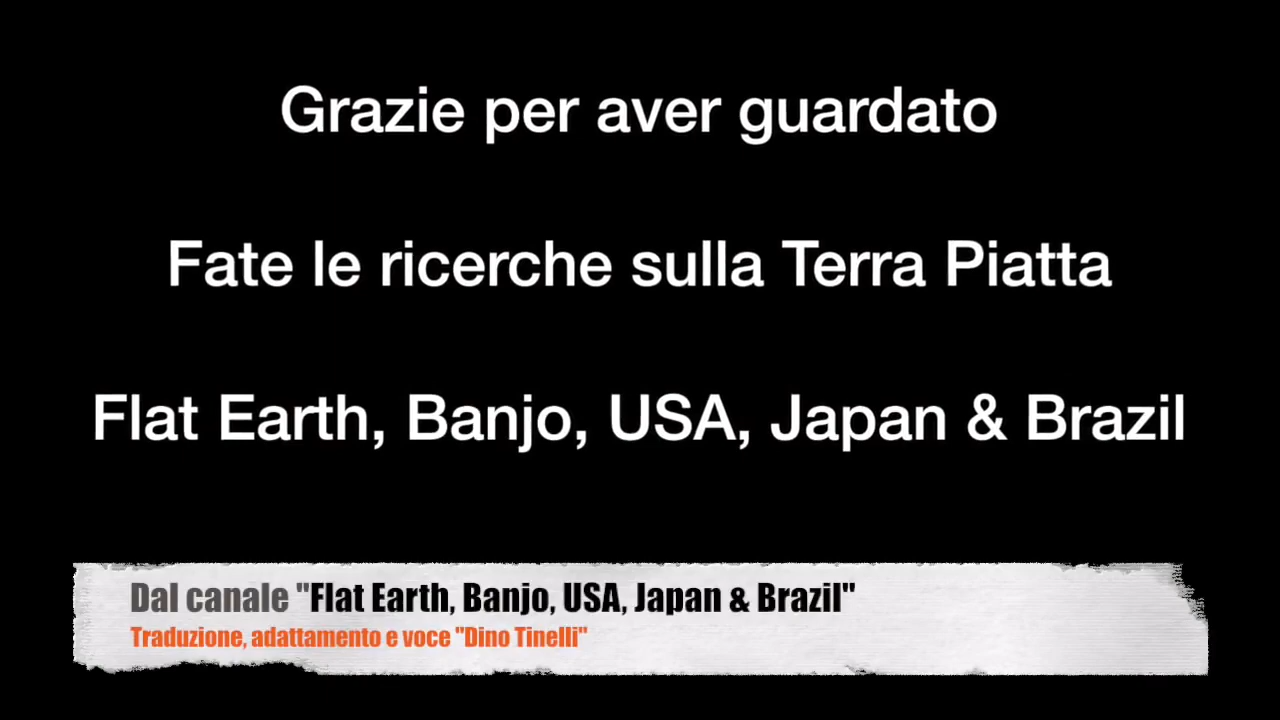 Grazie per aver guardato
Fate le ricerche sulla Terra Piatta
Flat Earth, Banjo, USA, Japan & Brazil
Dal canale "Flat Earth, Banjo, USA, Japan & Brazil"
Traduzione, adattamento e voce "Dino Tinelli"